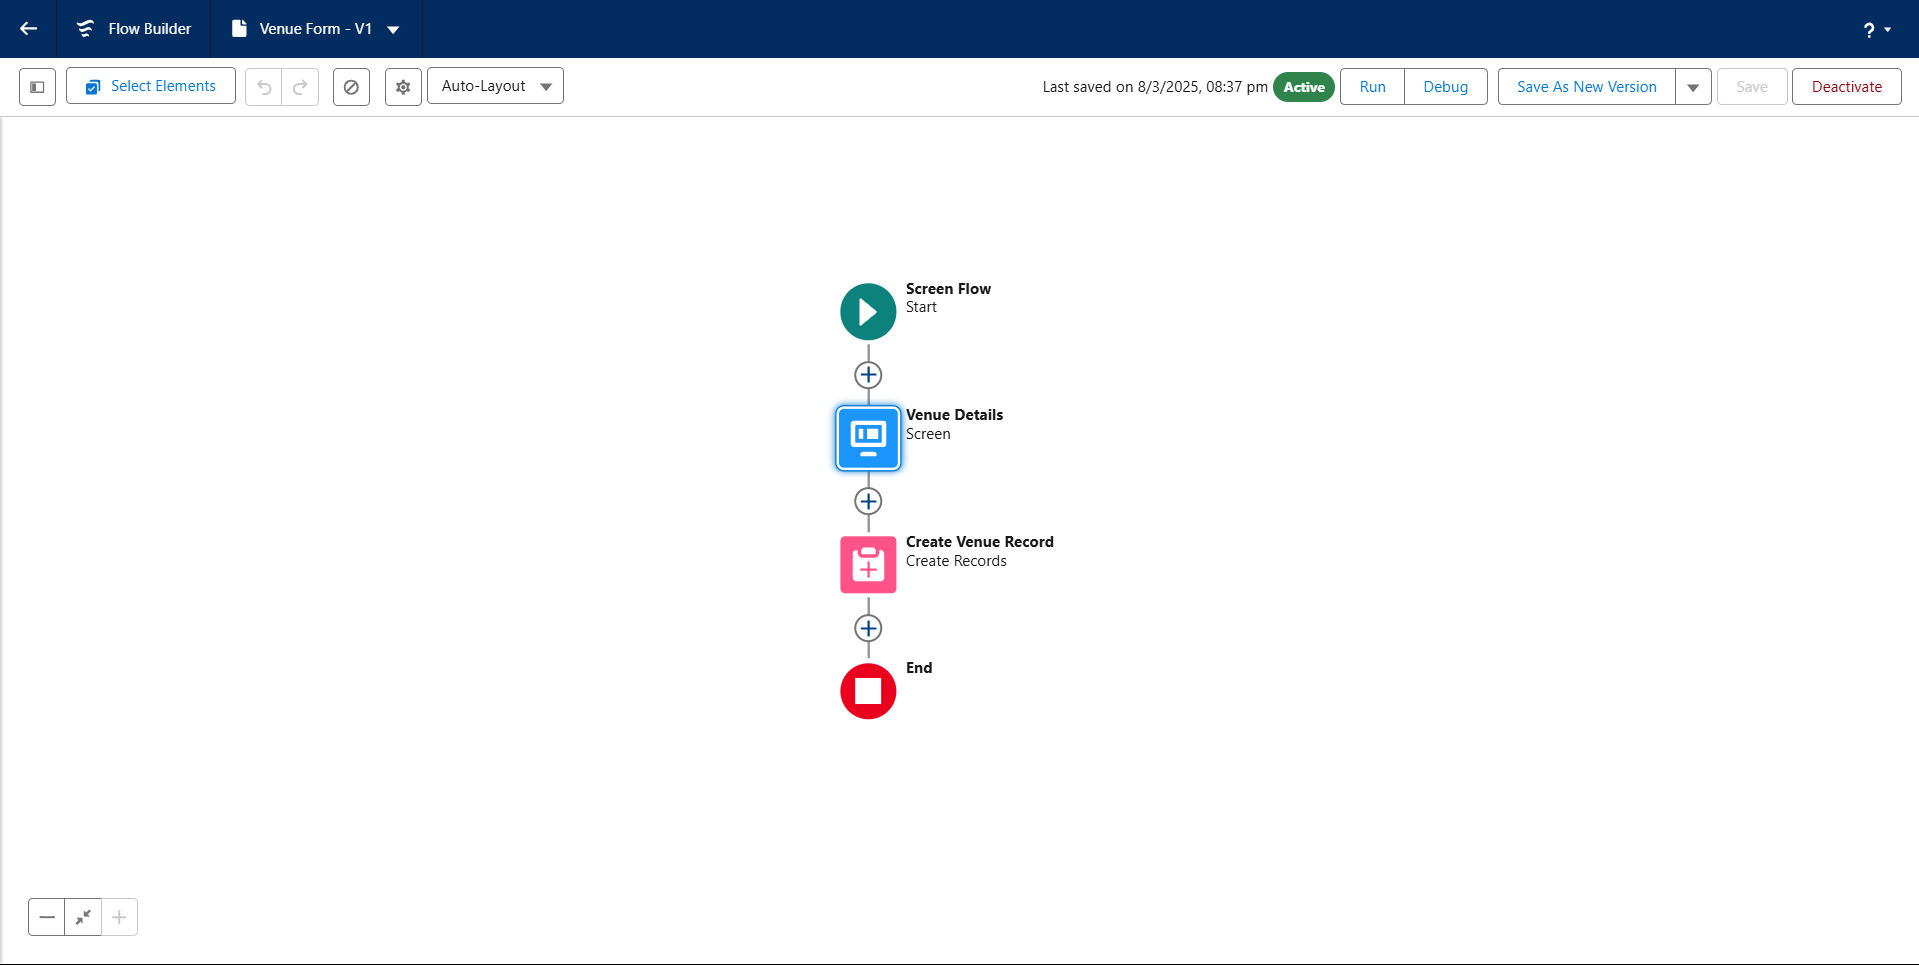 Flow Builder
Venue Form - V1
?
Select Elements
Auto-Layout
Last saved on 8/3/2025, 08:37 pm
Active
Run
Debug
Save As New Version
Save
Deactivate
Screen Flow
Start
Venue Details
Screen
Create Venue Record
Create Records
End